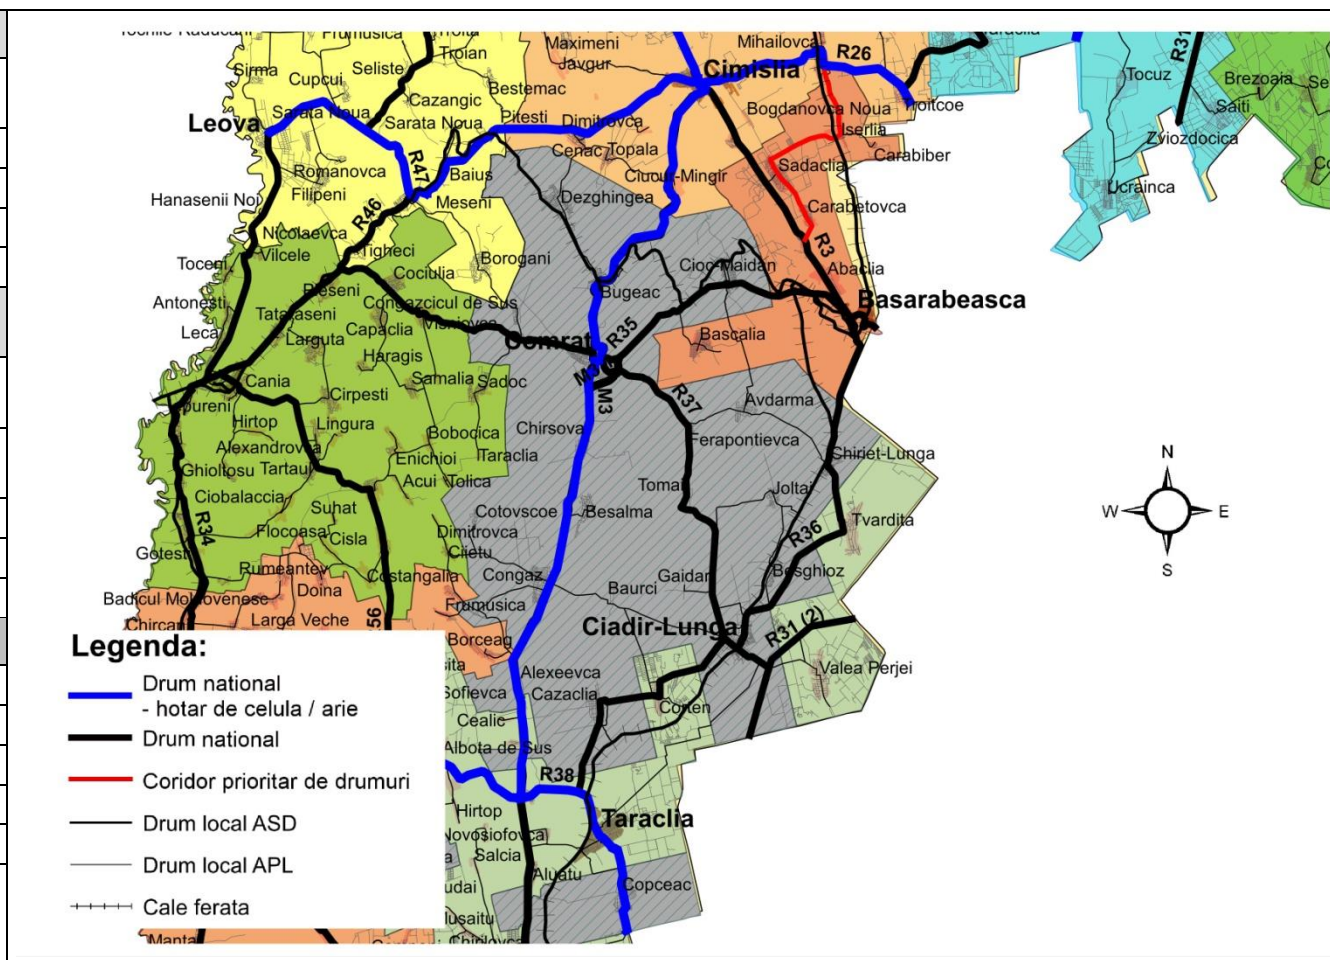 Troian
Maximeni
Javgur
Mihailovca
R26
R31
Cimislia
Sirma
Cupcui
Seliste
Bestemac
Tocuz
Brezoaia
Cazangic
Troitcoe
Saiti
Leova
Sarata Noua
Sarata Noua
Pitesti
Dimitrovca
Bogdanovca Noua
Iserlia
Zviozdocica
Cenac
Topala
Carabiber
Romanovca
R47
Baius
Ciucur-Mingir
Sadaclia
Ucrainca
Hanasenii Noi
Filipeni
Meseni
Dezghingea
Carabetovca
R46
Nicolaevca
R3
Vilcele
Tigheci
Borogani
Toceni
Cociulia
Cioc-Maidan
Abaclia
Pleseni
Bugeac
Antonesti
Congazcicul de Sus
Basarabeasca
Tataraseni
Leca
Capaclia
Visniovca
R35
Larguta
Comrat
Bascalia
Haragis
Cania
Samalia
Sadoc
M3
R37
Cirpesti
Avdarma
Hirtop
Lingura
Bobocica
Chirsova
Ferapontievca
Alexandrovca
Enichioi
Taraclia
Chiriet-Lunga
N
Ghioltosu
Tartaul
Acui
Tolica
Tomai
Joltai
Ciobalaccia
W
E
Suhat
Cotovscoe
Besalma
Tvardita
R34
Flocoasa
Cisla
Dimitrovca
R36
Gotesti
Clietu
S
Rumeantev
Costangalia
Congaz
Gaidar
Besghioz
Doina
Baurci
Badicul Moldovenesc
Frumusica
Larga Veche
Ciadir-Lunga
R31 (2)
Legenda:
Borceag
Drum national
- hotar de celula / arie
Alexeevca
Valea Perjei
Sofievca
Cazaclia
Corten
Cealic
Drum national
Albota de Sus
Coridor prioritar de drumuri
R38
Hirtop
Taraclia
Drum local ASD
Novosiofovca
Salcia
Drum local APL
Aluatu
Copceac
Cale ferata
Manta